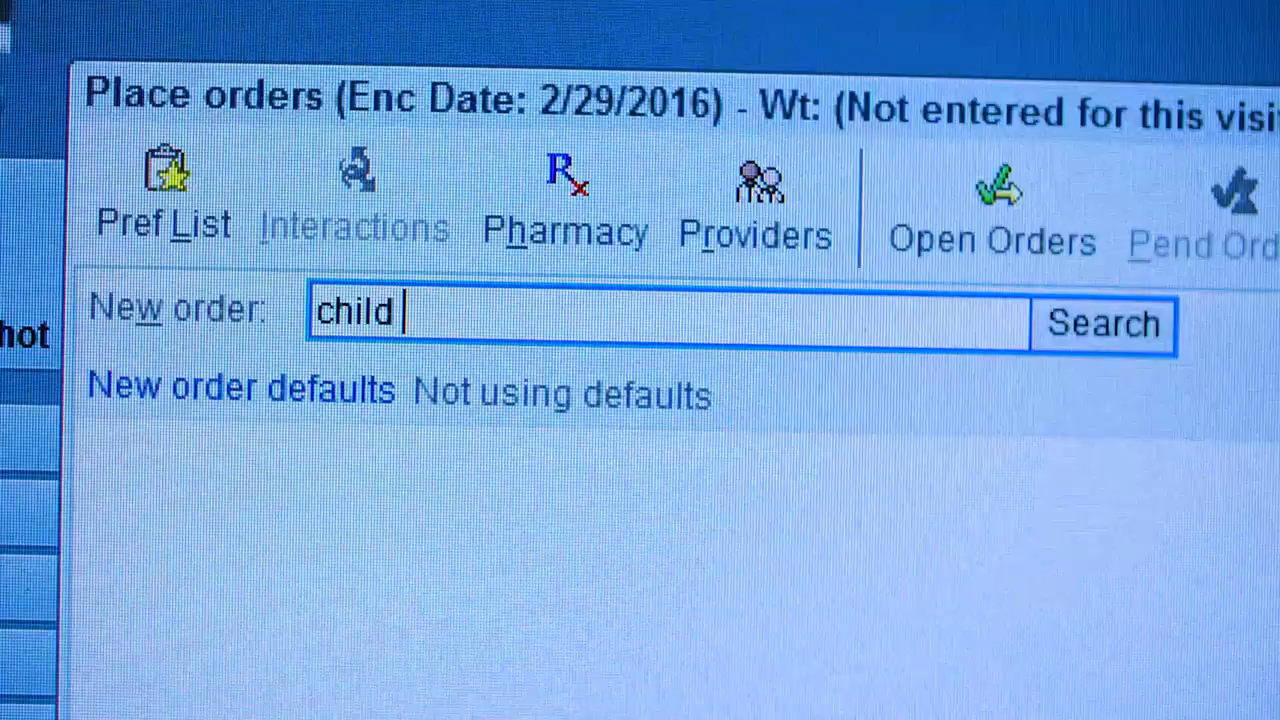 Place orders (Enc Date: 2/29/2016) - Wt: (Not entered for this visi
Pref List Interactions Pharmacy Providers Open Orders Pend Ord
New order: child Search
hot
New order defaults Not using defaults